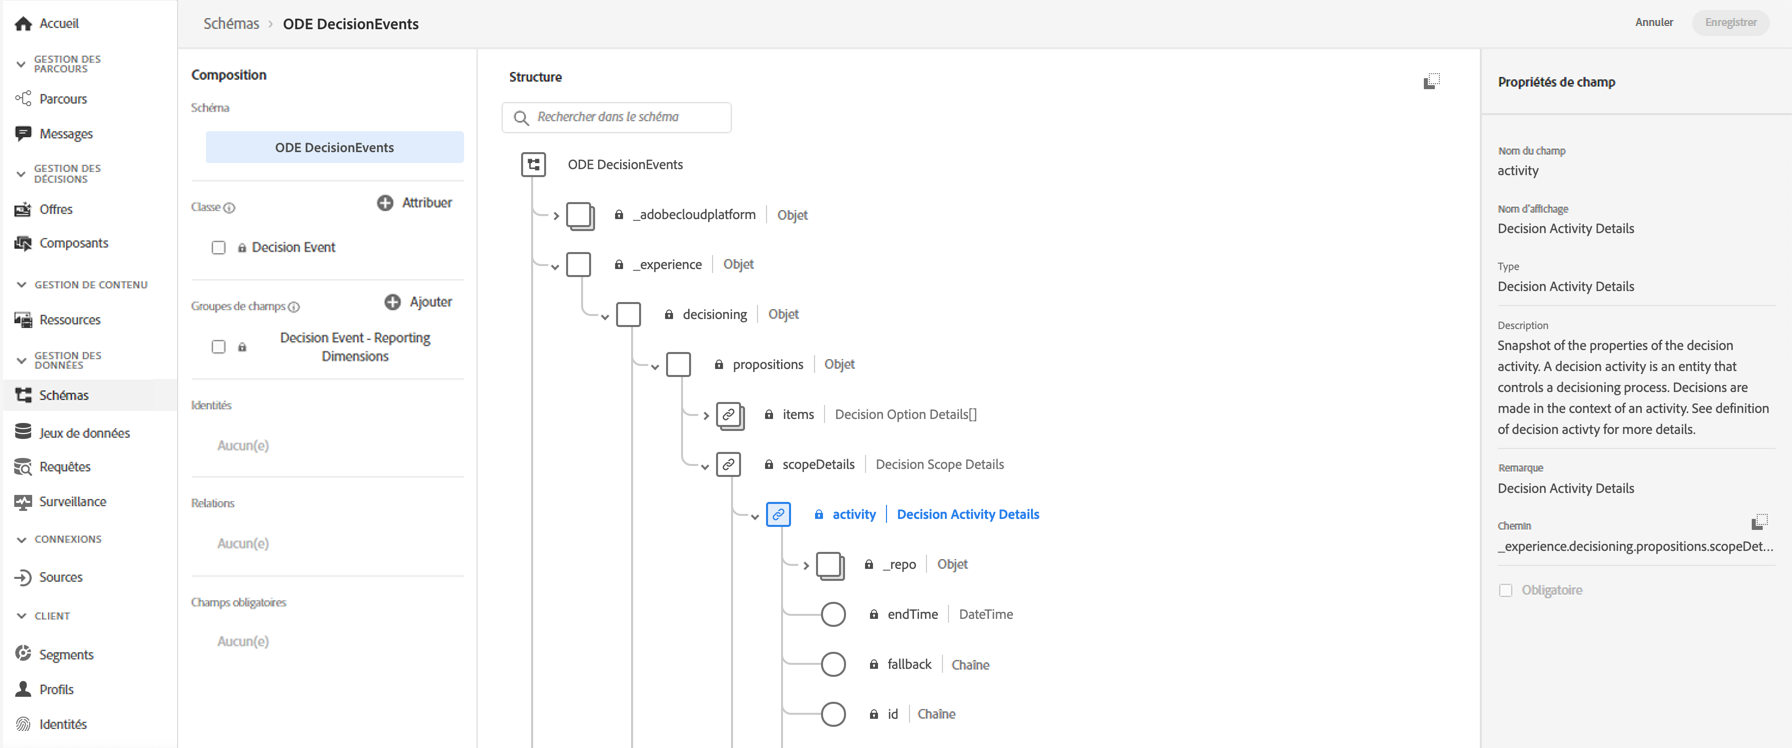 Accueil
GESTION DES
PARCOURS
Parcours
Messages
GESTION DES
DÉCISIONS
Offres
Composants
GESTION DE CONTENU
Ressources
GESTION DES
DONNÉES
Schémas
Jeux de données
Requêtes
Surveillance
CONNEXIONS
Sources
CLIENT
Segments
Profils
Identités
Schémas > ODE DecisionEvents
Annuler
Enregistrer
Composition
Schéma
ODE DecisionEvents
Classe
Attribuer
Decision Event
Groupes de champs
Ajouter
Decision Event - Reporting
Dimensions
Identités
Aucun(e)
Relations
Aucun(e)
Champs obligatoires
Aucun(e)
Structure
Rechercher dans le schéma
ODE DecisionEvents
_adobecloudplatform | Objet
_experience | Objet
decisioning | Objet
propositions | Objet
items | Decision Option Details[]
scopeDetails | Decision Scope Details
activity | Decision Activity Details
_repo | Objet
endTime | DateTime
fallback | Chaîne
id | Chaîne
Propriétés de champ
Nom du champ
activity
Nom d'affichage
Decision Activity Details
Type
Decision Activity Details
Description
Snapshot of the properties of the decision
activity. A decision activity is an entity that
controls a decisioning process. Decisions are
made in the context of an activity. See definition
of decision activty for more details.
Remarque
Decision Activity Details
Chemin
_experience.decisioning.propositions.scopeDet...
Obligatoire